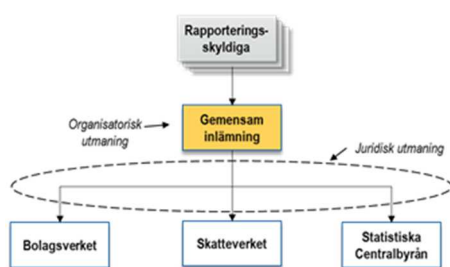 Rapporterings-
skyldiga
Organisatorisk
utmaning
Gemensam
inlämning
Juridisk utmaning
Bolagsverket
Skatteverket
Statistiska
Centralbyrån